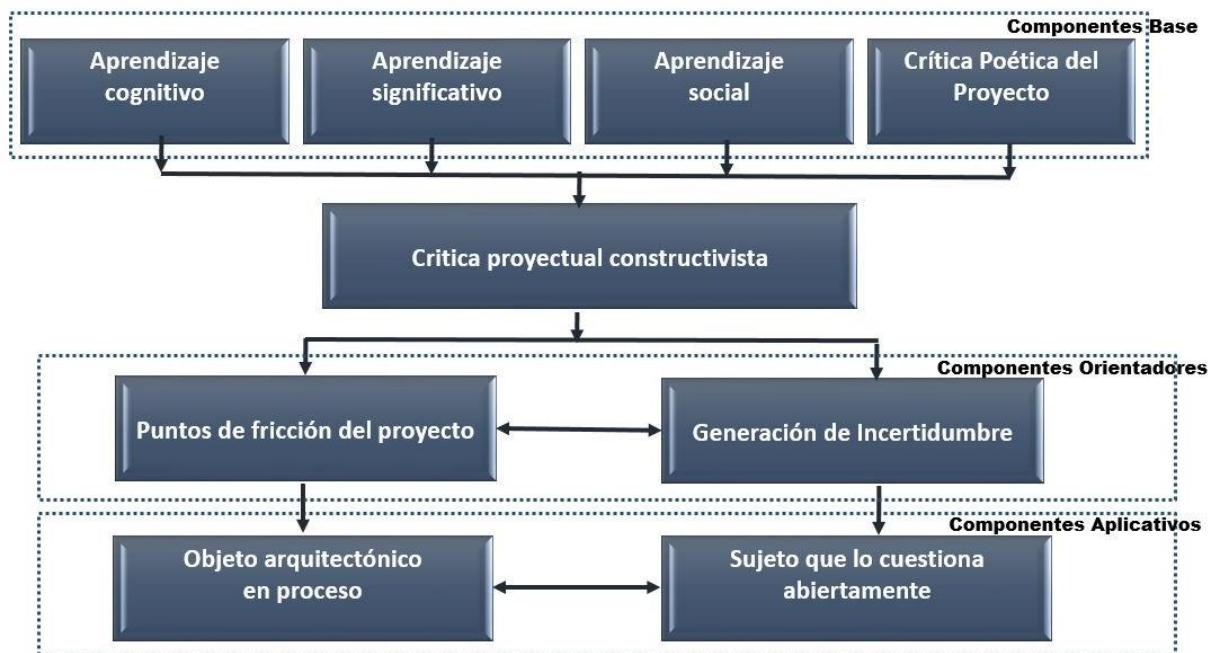 Componentes Base
Aprendizaje
cognitivo
Aprendizaje
significativo
Aprendizaje
social
Crítica Poética del
Proyecto
Critica proyectual constructivista
Componentes Orientadores
Puntos de fricción del proyecto
Generación de Incertidumbre
Componentes Aplicativos
Objeto arquitectónico
en proceso
Sujeto que lo cuestiona
abiertamente